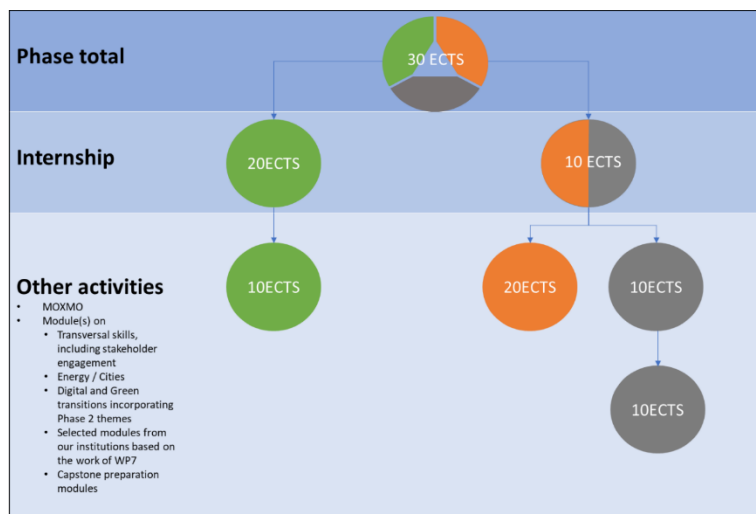 Phase total
30 ECTS
Internship
20ECTS
10 ECTS
Other activities
10ECTS
20ECTS
10ECTS
• MOXMO
• Module(s) on
• Transversal skills,
including stakeholder
engagement
• Energy / Cities
• Digital and Green
transitions incorporating
Phase 2 themes
• Selected modules from
our institutions based on
the work of WP7
• Capstone preparation
modules
10ECTS